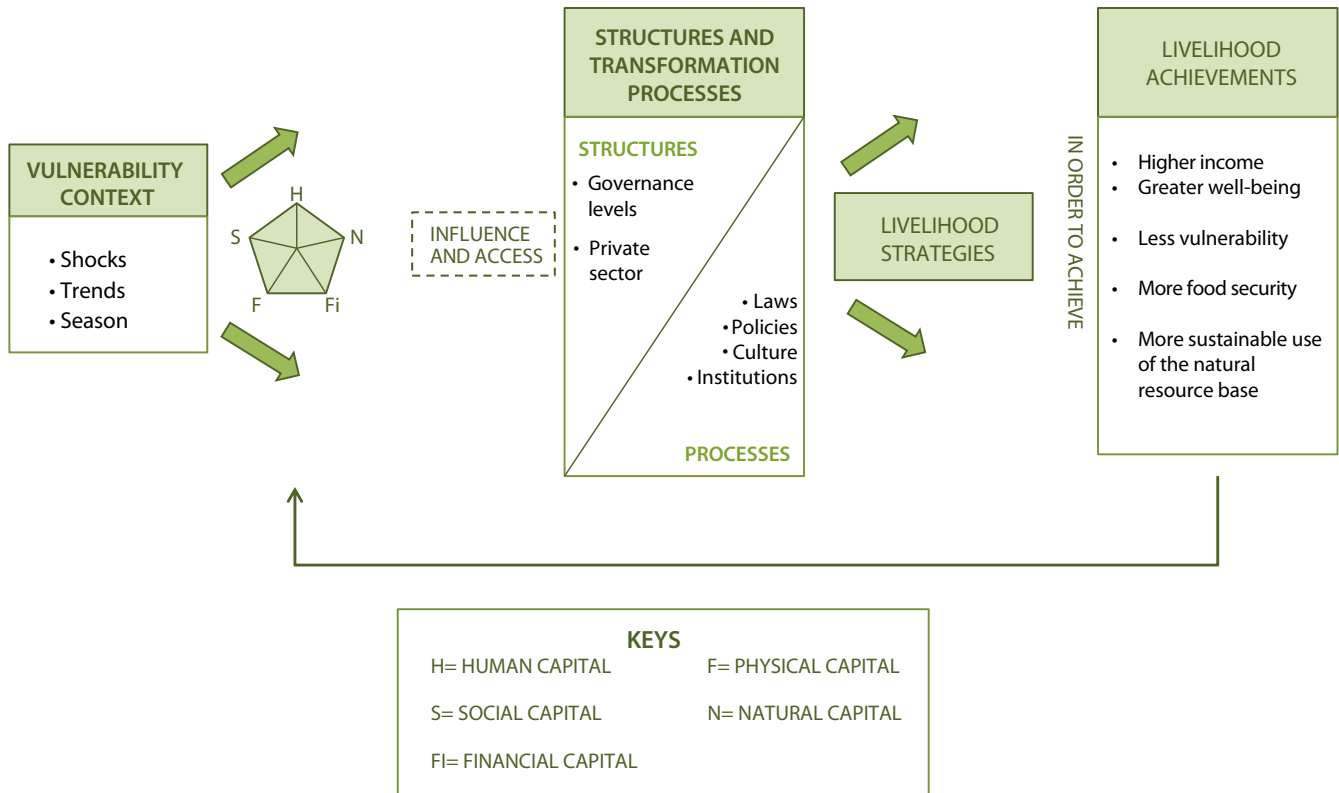 VULNERABILITY
CONTEXT
• Shocks
• Trends
• Season
H
S
N
F
Fi
INFLUENCE
AND ACCESS
STRUCTURES AND
TRANSFORMATION
PROCESSES
STRUCTURES
• Governance
levels
• Private
sector
• Laws
• Policies
• Culture
• Institutions
PROCESSES
LIVELIHOOD
STRATEGIES
IN ORDER TO ACHIEVE
LIVELIHOOD
ACHIEVEMENTS
• Higher income
• Greater well-being
• Less vulnerability
• More food security
• More sustainable use
of the natural
resource base
KEYS
H= HUMAN CAPITAL
F= PHYSICAL CAPITAL
S= SOCIAL CAPITAL
N= NATURAL CAPITAL
FI= FINANCIAL CAPITAL